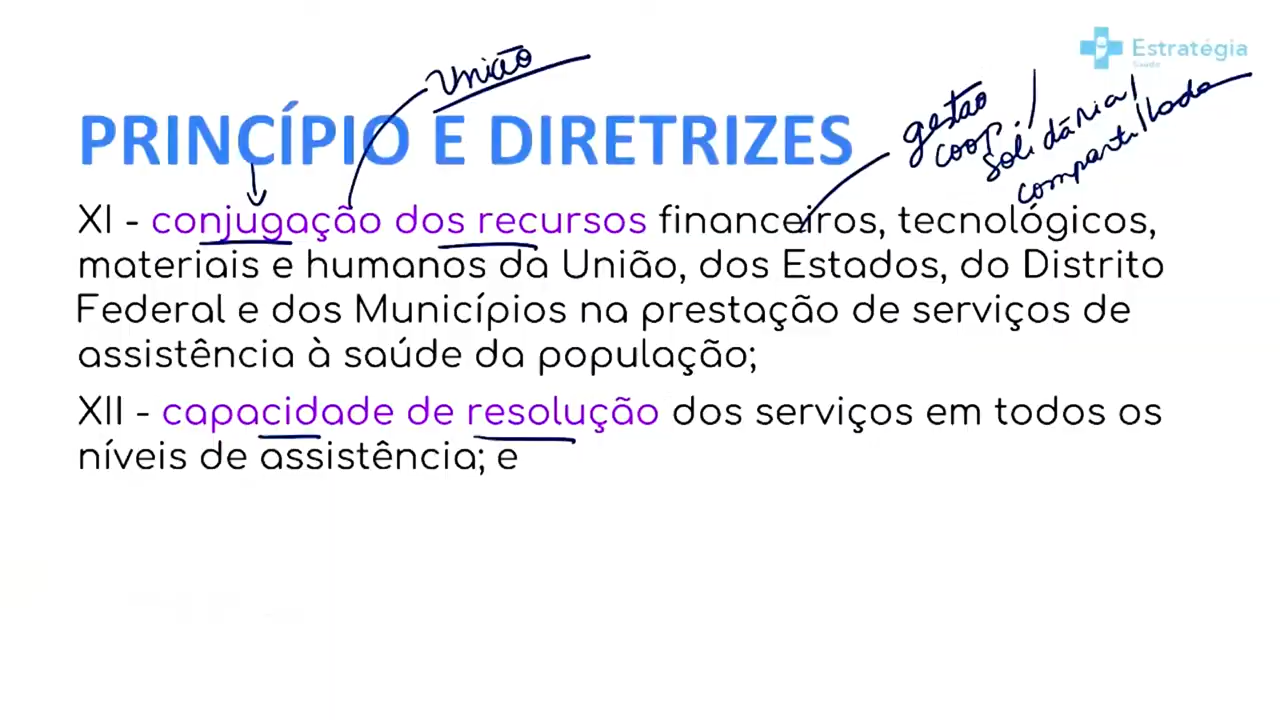 União
Estratégia
Saúde
gestão
coop. /
solidária /
compartilhada
PRINCÍPIO E DIRETRIZES
XI - conjugação dos recursos financeiros, tecnológicos,
materiais e humanos da União, dos Estados, do Distrito
Federal e dos Municípios na prestação de serviços de
assistência à saúde da população;
XII - capacidade de resolução dos serviços em todos os
níveis de assistência; e